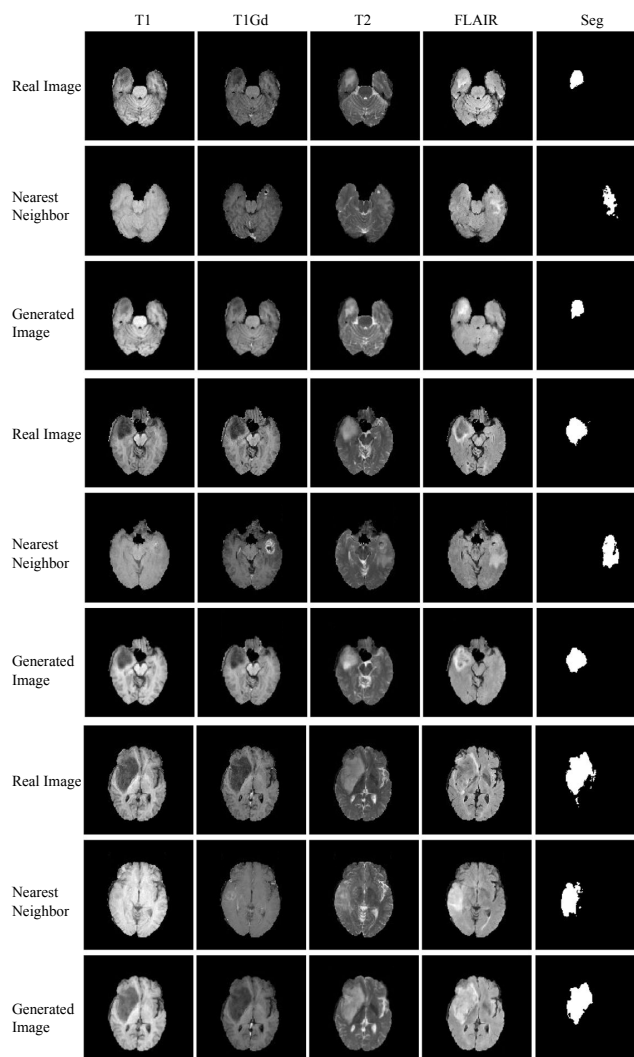 T1 T1Gd T2 FLAIR Seg
Real Image
Nearest
Neighbor
Generated
Image
Real Image
Nearest
Neighbor
Generated
Image
Real Image
Nearest
Neighbor
Generated
Image